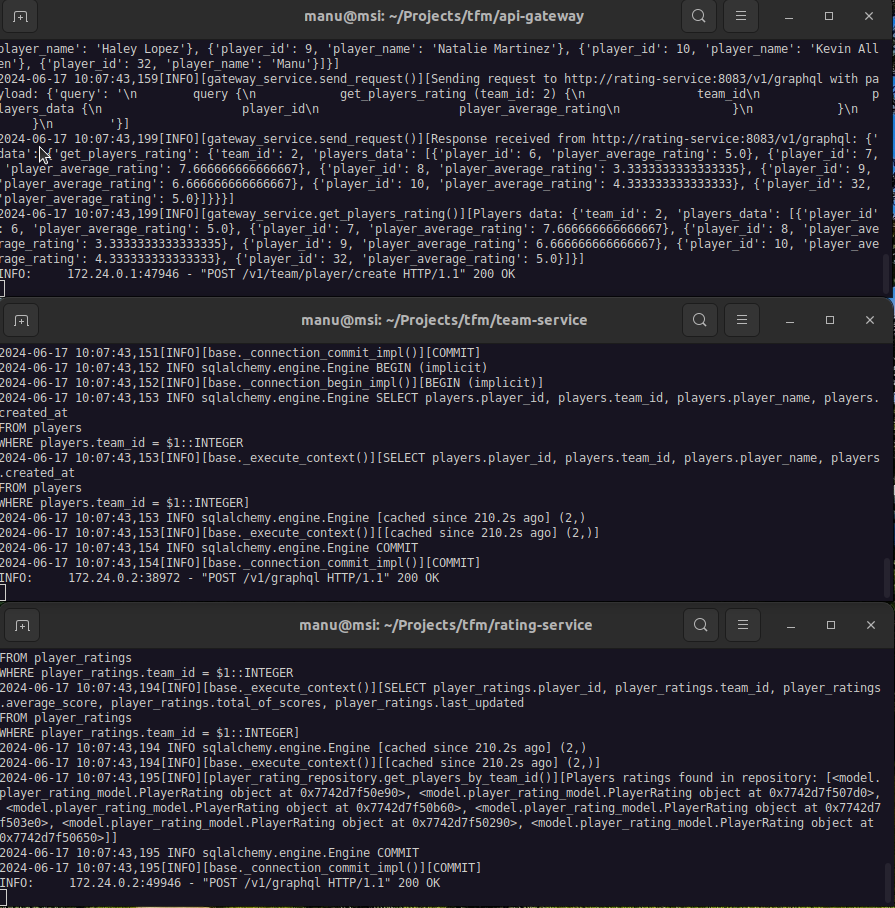 manu@msi: ~/Projects/tfm/api-gateway
player_name': 'Haley Lopez'}, {'player_id': 9, 'player_name': 'Natalie Martinez'}, {'player_id': 10, 'player_name': 'Kevin All
en'}, {'player_id': 32, 'player_name': 'Manu'}]}]
2024-06-17 10:07:43,159[INFO][gateway_service.send_request()][Sending request to http://rating-service:8083/v1/graphql with pa
yload: {'query': '\n        query {\n            get_players_rating (team_id: 2) {\n                team_id\n                p
layers_data {\n                    player_id\n                    player_average_rating\n                }\n            }\n
    }\n        '}]
2024-06-17 10:07:43,199[INFO][gateway_service.send_request()][Response received from http://rating-service:8083/v1/graphql: {'
data': {'get_players_rating': {'team_id': 2, 'players_data': [{'player_id': 6, 'player_average_rating': 5.0}, {'player_id': 7,
 'player_average_rating': 7.666666666666667}, {'player_id': 8, 'player_average_rating': 3.3333333333333335}, {'player_id': 9,
'player_average_rating': 6.666666666666667}, {'player_id': 10, 'player_average_rating': 4.333333333333333}, {'player_id': 32,
'player_average_rating': 5.0}]}}}]
2024-06-17 10:07:43,199[INFO][gateway_service.get_players_rating()][Players data: {'team_id': 2, 'players_data': [{'player_id'
: 6, 'player_average_rating': 5.0}, {'player_id': 7, 'player_average_rating': 7.666666666666667}, {'player_id': 8, 'player_ave
rage_rating': 3.3333333333333335}, {'player_id': 9, 'player_average_rating': 6.666666666666667}, {'player_id': 10, 'player_ave
rage_rating': 4.333333333333333}, {'player_id': 32, 'player_average_rating': 5.0}]}]
INFO:     172.24.0.1:47946 - "POST /v1/team/player/create HTTP/1.1" 200 OK
manu@msi: ~/Projects/tfm/team-service
2024-06-17 10:07:43,151[INFO][base._connection_commit_impl()][COMMIT]
2024-06-17 10:07:43,152 INFO sqlalchemy.engine.Engine BEGIN (implicit)
2024-06-17 10:07:43,152[INFO][base._connection_begin_impl()][BEGIN (implicit)]
2024-06-17 10:07:43,153 INFO sqlalchemy.engine.Engine SELECT players.player_id, players.team_id, players.player_name, players.
created_at
FROM players
WHERE players.team_id = $1::INTEGER
2024-06-17 10:07:43,153[INFO][base._execute_context()][SELECT players.player_id, players.team_id, players.player_name, players
.created_at
FROM players
WHERE players.team_id = $1::INTEGER]
2024-06-17 10:07:43,153 INFO sqlalchemy.engine.Engine [cached since 210.2s ago] (2,)
2024-06-17 10:07:43,153[INFO][base._execute_context()][[cached since 210.2s ago] (2,)]
2024-06-17 10:07:43,154 INFO sqlalchemy.engine.Engine COMMIT
2024-06-17 10:07:43,154[INFO][base._connection_commit_impl()][COMMIT]
INFO:     172.24.0.2:38972 - "POST /v1/graphql HTTP/1.1" 200 OK
manu@msi: ~/Projects/tfm/rating-service
FROM player_ratings
WHERE player_ratings.team_id = $1::INTEGER
2024-06-17 10:07:43,194[INFO][base._execute_context()][SELECT player_ratings.player_id, player_ratings.team_id, player_ratings
.average_score, player_ratings.total_of_scores, player_ratings.last_updated
FROM player_ratings
WHERE player_ratings.team_id = $1::INTEGER]
2024-06-17 10:07:43,194 INFO sqlalchemy.engine.Engine [cached since 210.2s ago] (2,)
2024-06-17 10:07:43,194[INFO][base._execute_context()][[cached since 210.2s ago] (2,)]
2024-06-17 10:07:43,195[INFO][player_rating_repository.get_players_by_team_id()][Players ratings found in repository: [<model.
player_rating_model.PlayerRating object at 0x7742d7f50e90>, <model.player_rating_model.PlayerRating object at 0x7742d7f507d0>,
 <model.player_rating_model.PlayerRating object at 0x7742d7f50b60>, <model.player_rating_model.PlayerRating object at 0x7742d7
f503e0>, <model.player_rating_model.PlayerRating object at 0x7742d7f50290>, <model.player_rating_model.PlayerRating object at
0x7742d7f50650>]]
2024-06-17 10:07:43,195 INFO sqlalchemy.engine.Engine COMMIT
2024-06-17 10:07:43,195[INFO][base._connection_commit_impl()][COMMIT]
INFO:     172.24.0.2:49946 - "POST /v1/graphql HTTP/1.1" 200 OK